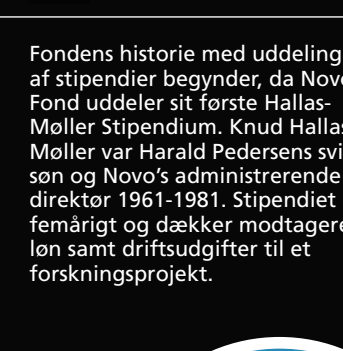 Fondens historie med uddeling
af stipendier begynder, da Nov
Fond uddeler sit første Hallas-
Møller Stipendium. Knud Hallas
Møller var Harald Pedersens svi
søn og Novo’s administrerende
direktør 1961-1981. Stipendiet
femårigt og dækker modtagere
løn samt driftsudgifter til et
forskningsprojekt.